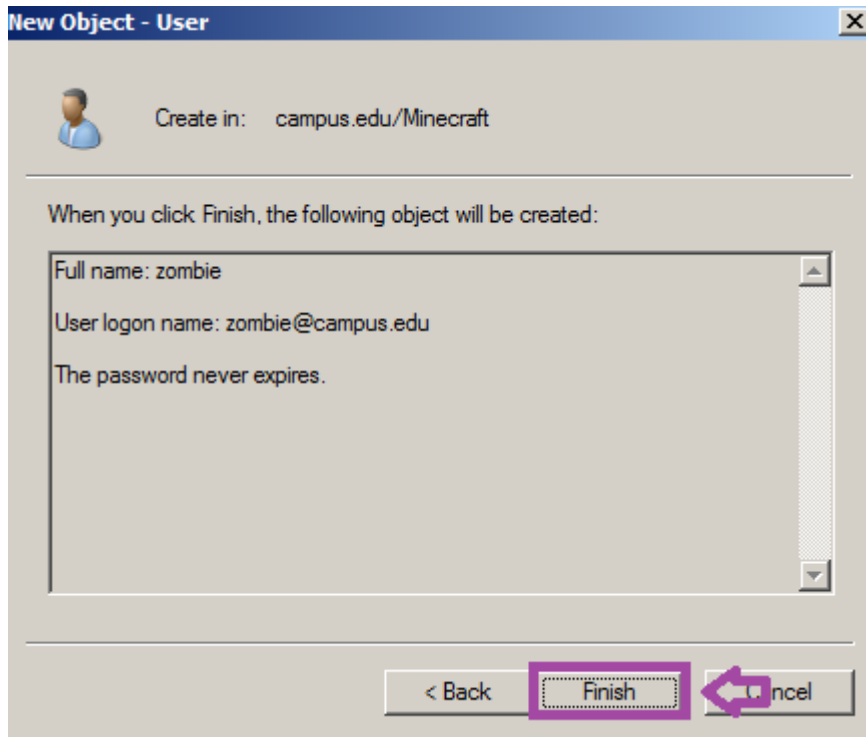 New Object - User
Create in: campus.edu/Minecraft
When you click Finish, the following object will be created:
Full name: zombie
User logon name: zombie@campus.edu
The password never expires.
< Back Finish Cancel